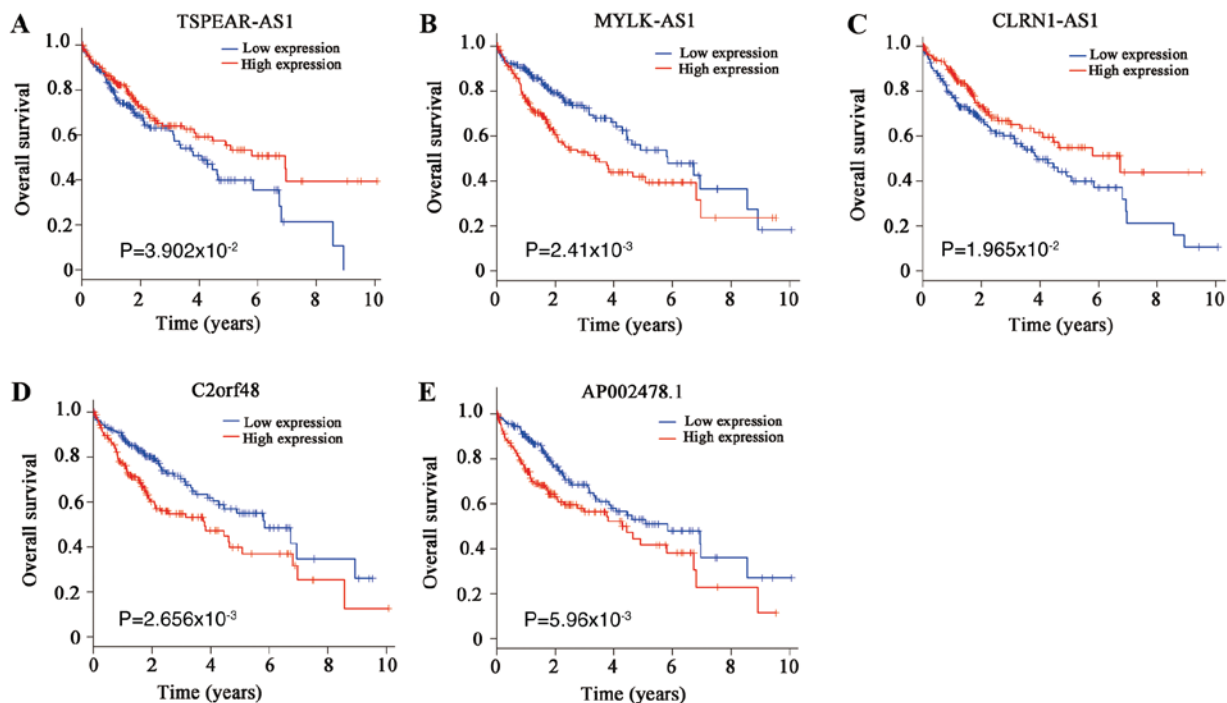 A
TSPEAR-AS1
Low expression
High expression
Overall survival
1.0
0.8
0.6
0.4
0.2
0
P=3.902x10-2
0 2 4 6 8 10
Time (years)
B
MYLK-AS1
Low expression
High expression
Overall survival
1.0
0.8
0.6
0.4
0.2
0
P=2.41x10-3
0 2 4 6 8 10
Time (years)
C
CLRN1-AS1
Low expression
High expression
Overall survival
1.0
0.8
0.6
0.4
0.2
0
P=1.965x10-2
0 2 4 6 8 10
Time (years)
D
C2orf48
Low expression
High expression
Overall survival
1.0
0.8
0.6
0.4
0.2
0
P=2.656x10-3
0 2 4 6 8 10
Time (years)
E
AP002478.1
Low expression
High expression
Overall survival
1.0
0.8
0.6
0.4
0.2
0
P=5.96x10-3
0 2 4 6 8 10
Time (years)